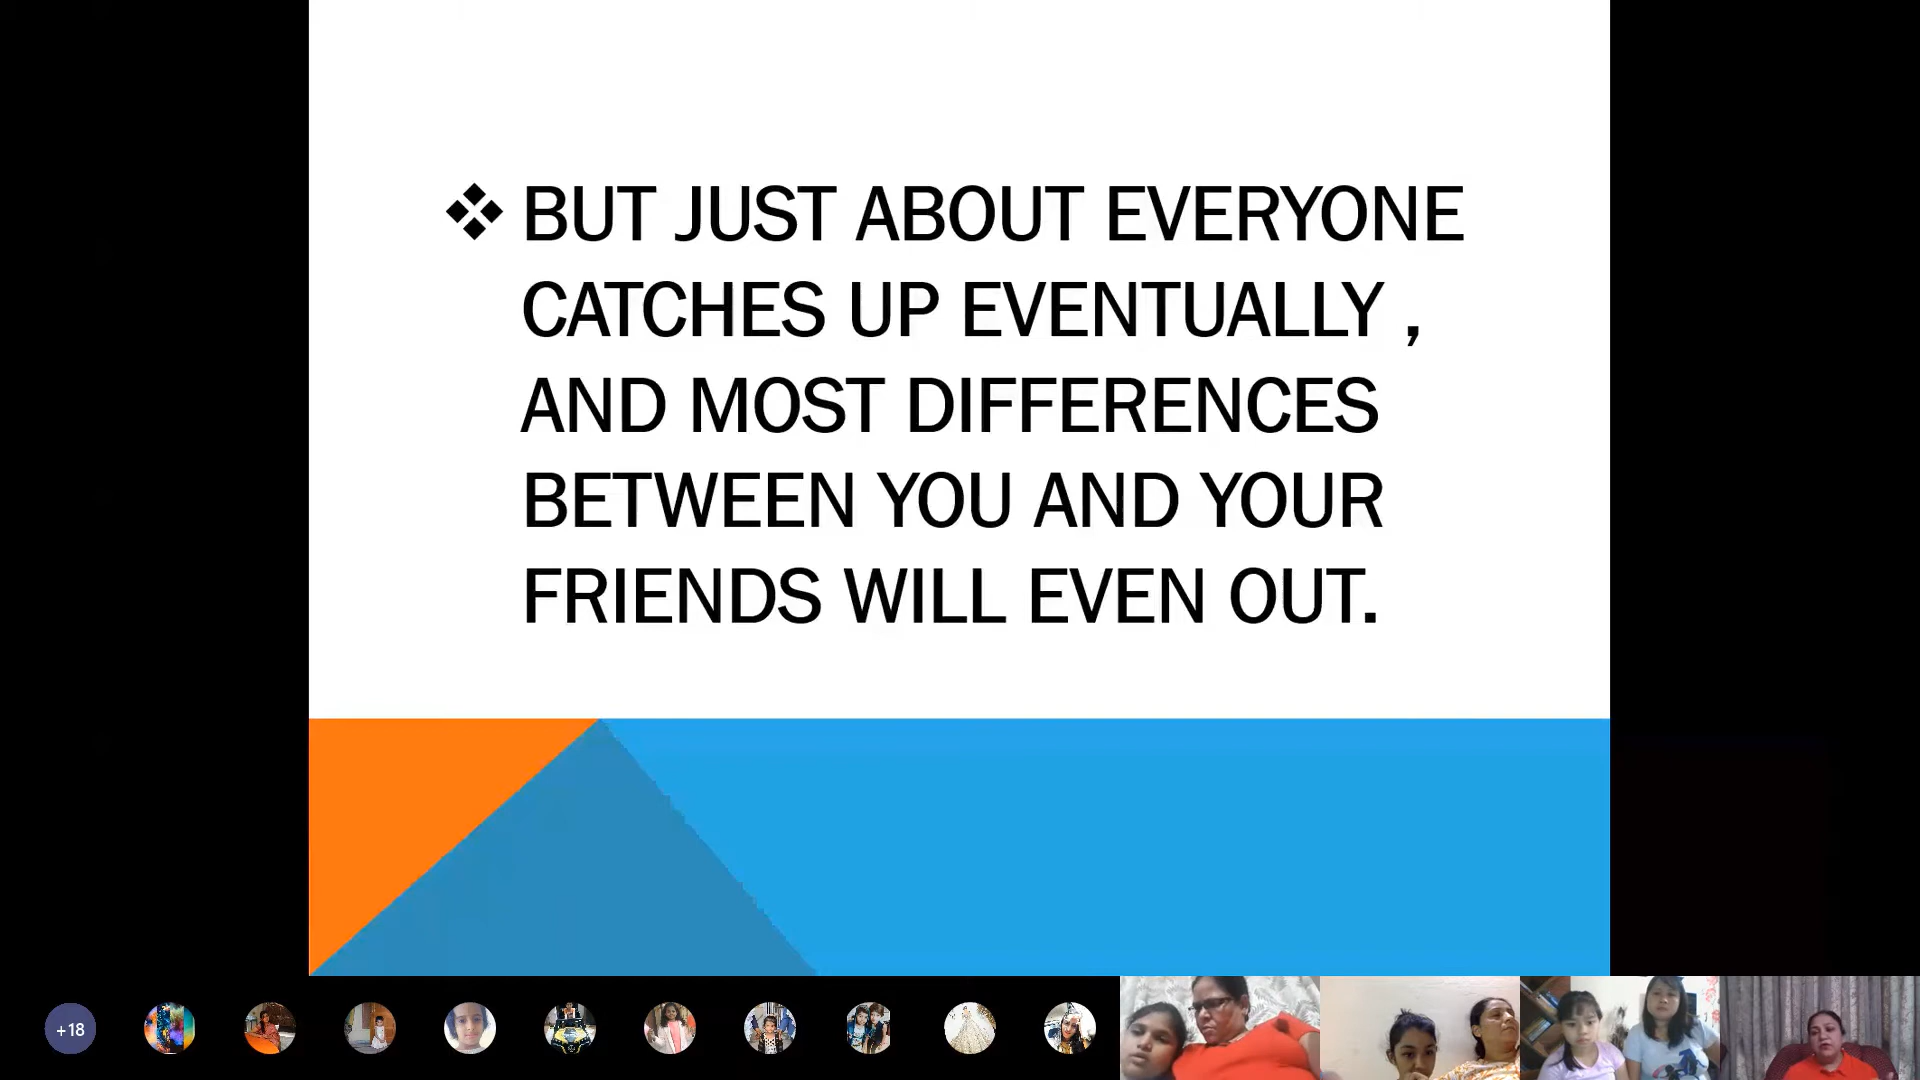 ❖ BUT JUST ABOUT EVERYONE
CATCHES UP EVENTUALLY ,
AND MOST DIFFERENCES
BETWEEN YOU AND YOUR
FRIENDS WILL EVEN OUT.
+18